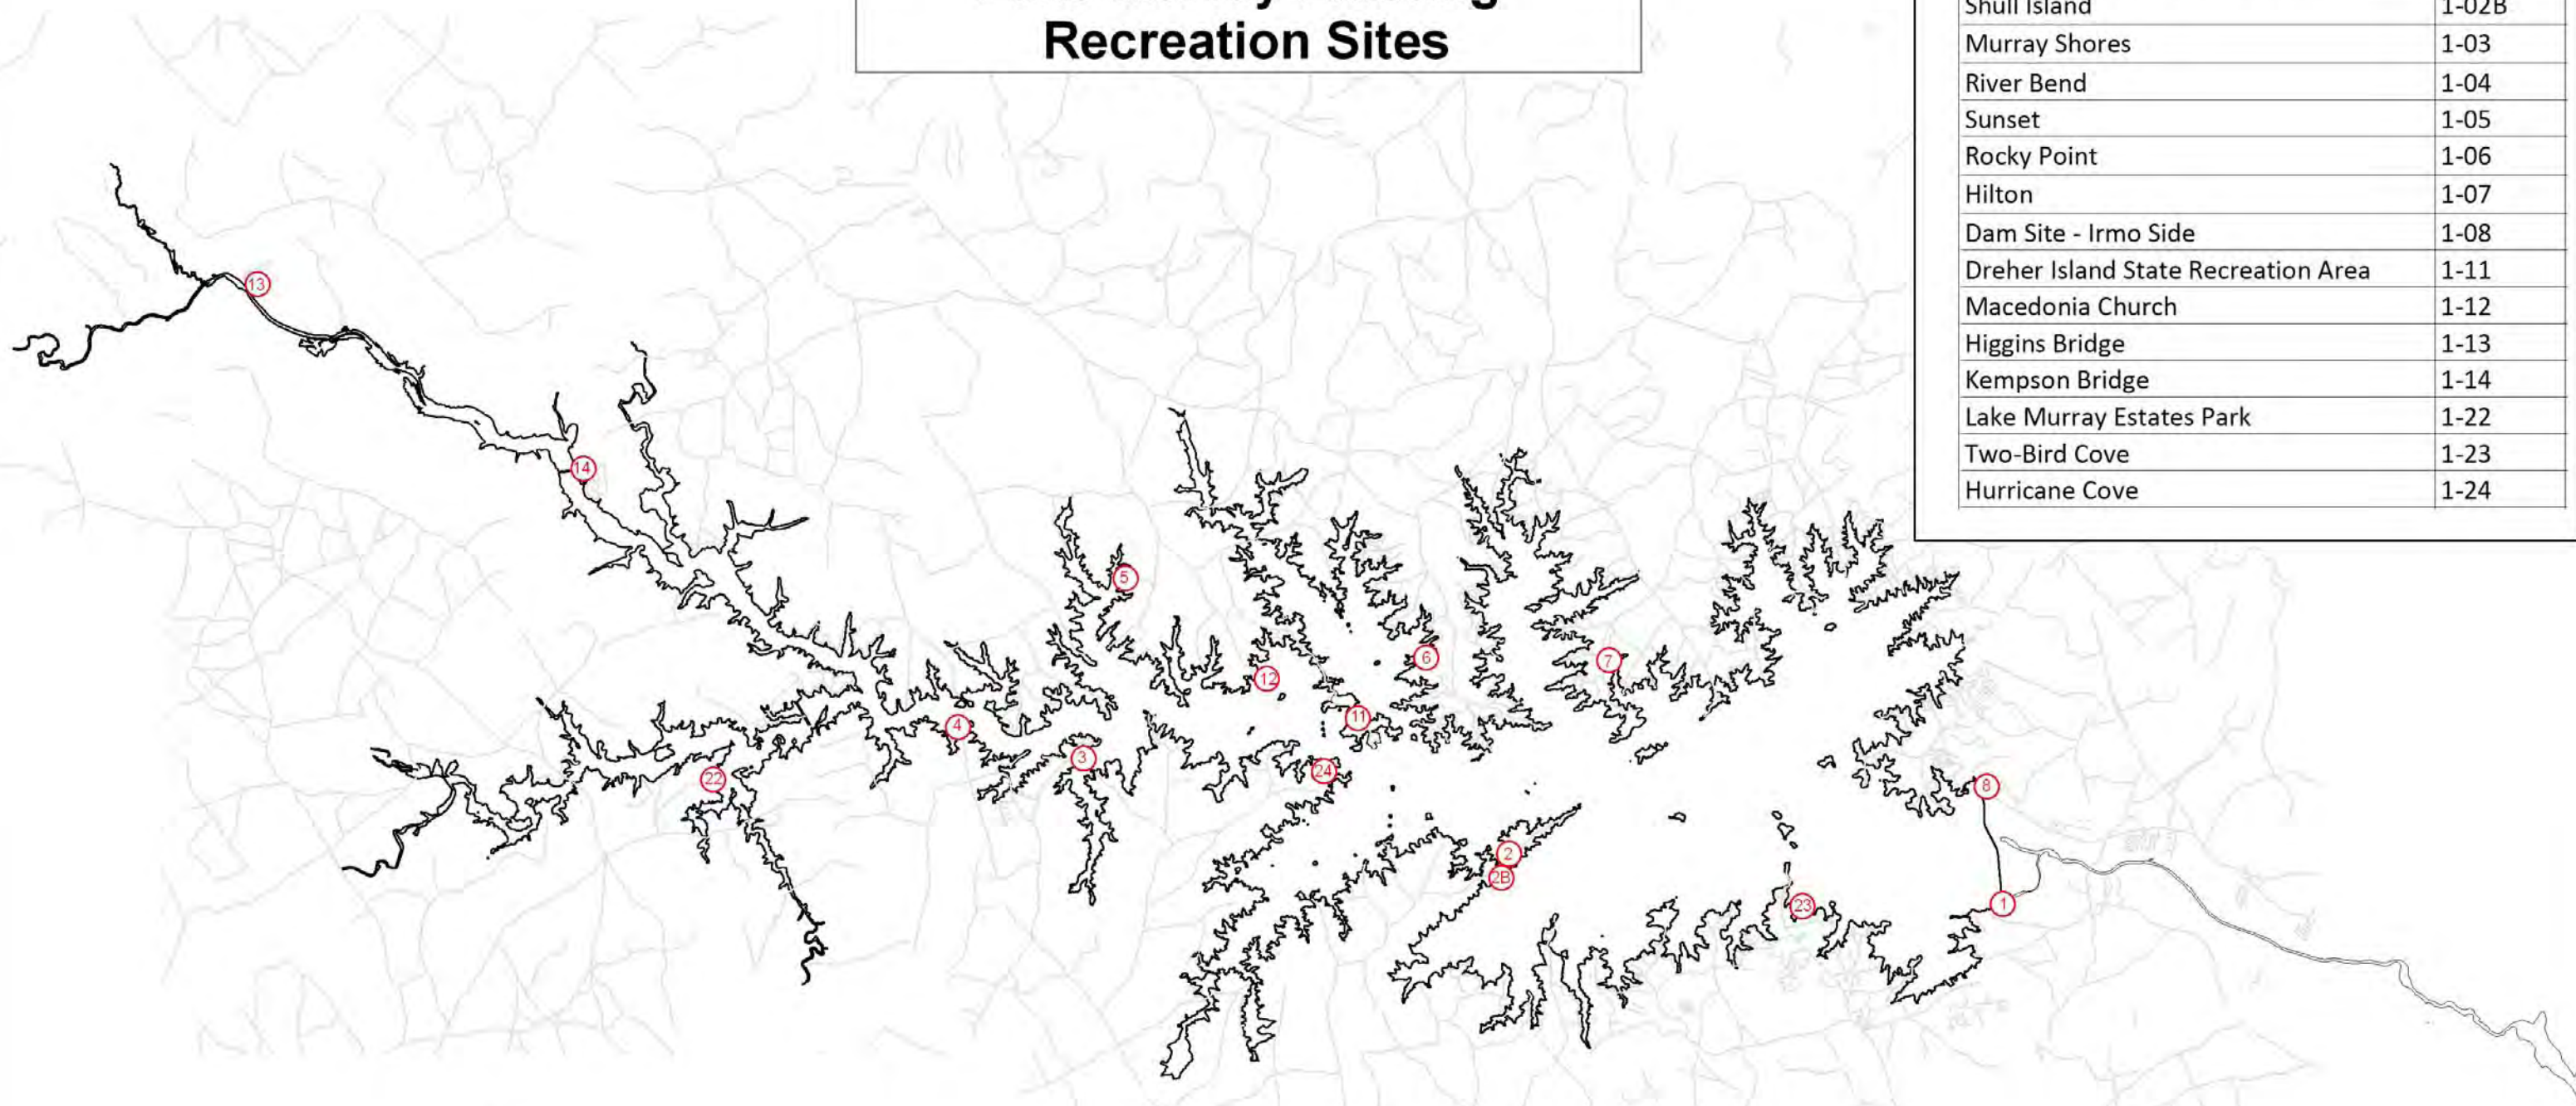 Recreation Sites
Shull Island 1-02B
Murray Shores 1-03
River Bend 1-04
Sunset 1-05
Rocky Point 1-06
Hilton 1-07
Dam Site - Irmo Side 1-08
Dreher Island State Recreation Area 1-11
Macedonia Church 1-12
Higgins Bridge 1-13
Kempson Bridge 1-14
Lake Murray Estates Park 1-22
Two-Bird Cove 1-23
Hurricane Cove 1-24
13
14
5
6
7
12
11
4
3
24
22
8
2
2B
23
1